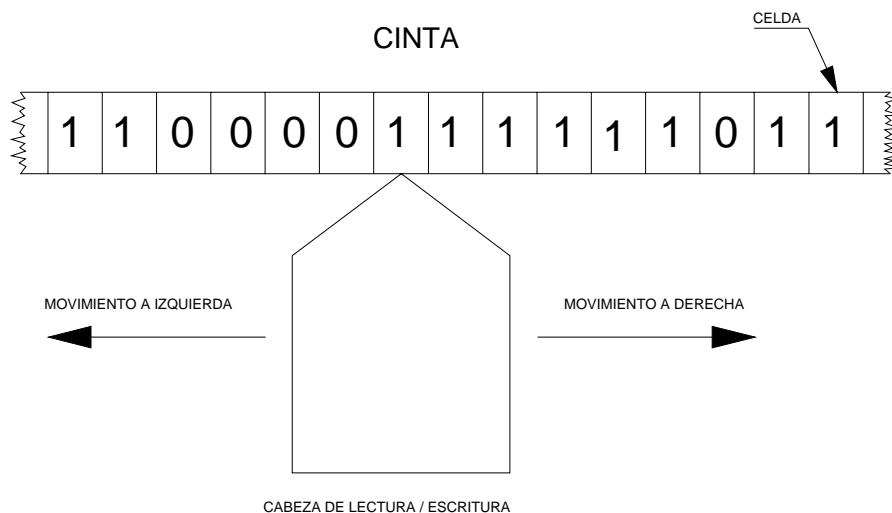 CELDA
CINTA
1 1 0 0 0 0 1 1 1 1 1 1 0 1 1
MOVIMIENTO A IZQUIERDA
MOVIMIENTO A DERECHA
CABEZA DE LECTURA / ESCRITURA